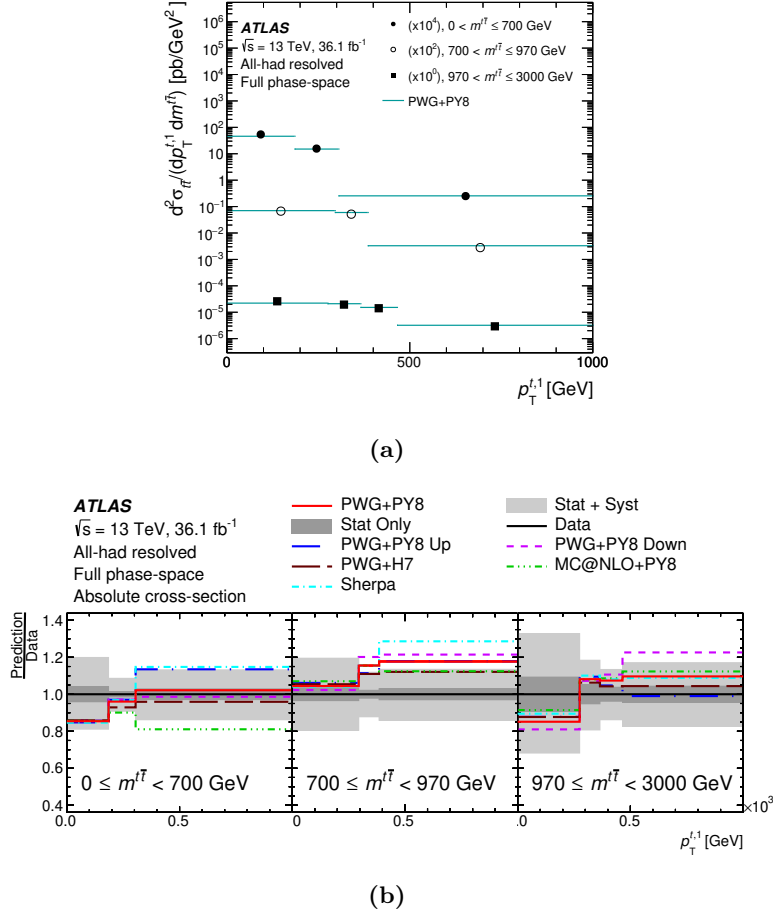 d²σ_tt̄/(dp_T^{t,1} dm^{tt̄}) [pb/GeV²]
ATLAS
√s = 13 TeV, 36.1 fb⁻¹
All-had resolved
Full phase-space
(x10⁴), 0 < m^{tt̄} ≤ 700 GeV
(x10²), 700 < m^{tt̄} ≤ 970 GeV
(x10⁰), 970 < m^{tt̄} ≤ 3000 GeV
PWG+PY8
10⁶
10⁵
10⁴
10³
10²
10
1
10⁻¹
10⁻²
10⁻³
10⁻⁴
10⁻⁵
10⁻⁶
0 500 1000
p_T^{t,1} [GeV]
(a)
ATLAS
√s = 13 TeV, 36.1 fb⁻¹
All-had resolved
Full phase-space
Absolute cross-section
PWG+PY8
Stat Only
PWG+PY8 Up
PWG+H7
Sherpa
Stat + Syst
Data
PWG+PY8 Down
MC@NLO+PY8
Prediction
Data
1.4
1.2
1.0
0.8
0.6
0.4
0 ≤ m^{tt̄} < 700 GeV 700 ≤ m^{tt̄} < 970 GeV 970 ≤ m^{tt̄} < 3000 GeV
0.0 0.5 0.0 0.5 0.0 0.5 ×10³
p_T^{t,1} [GeV]
(b)